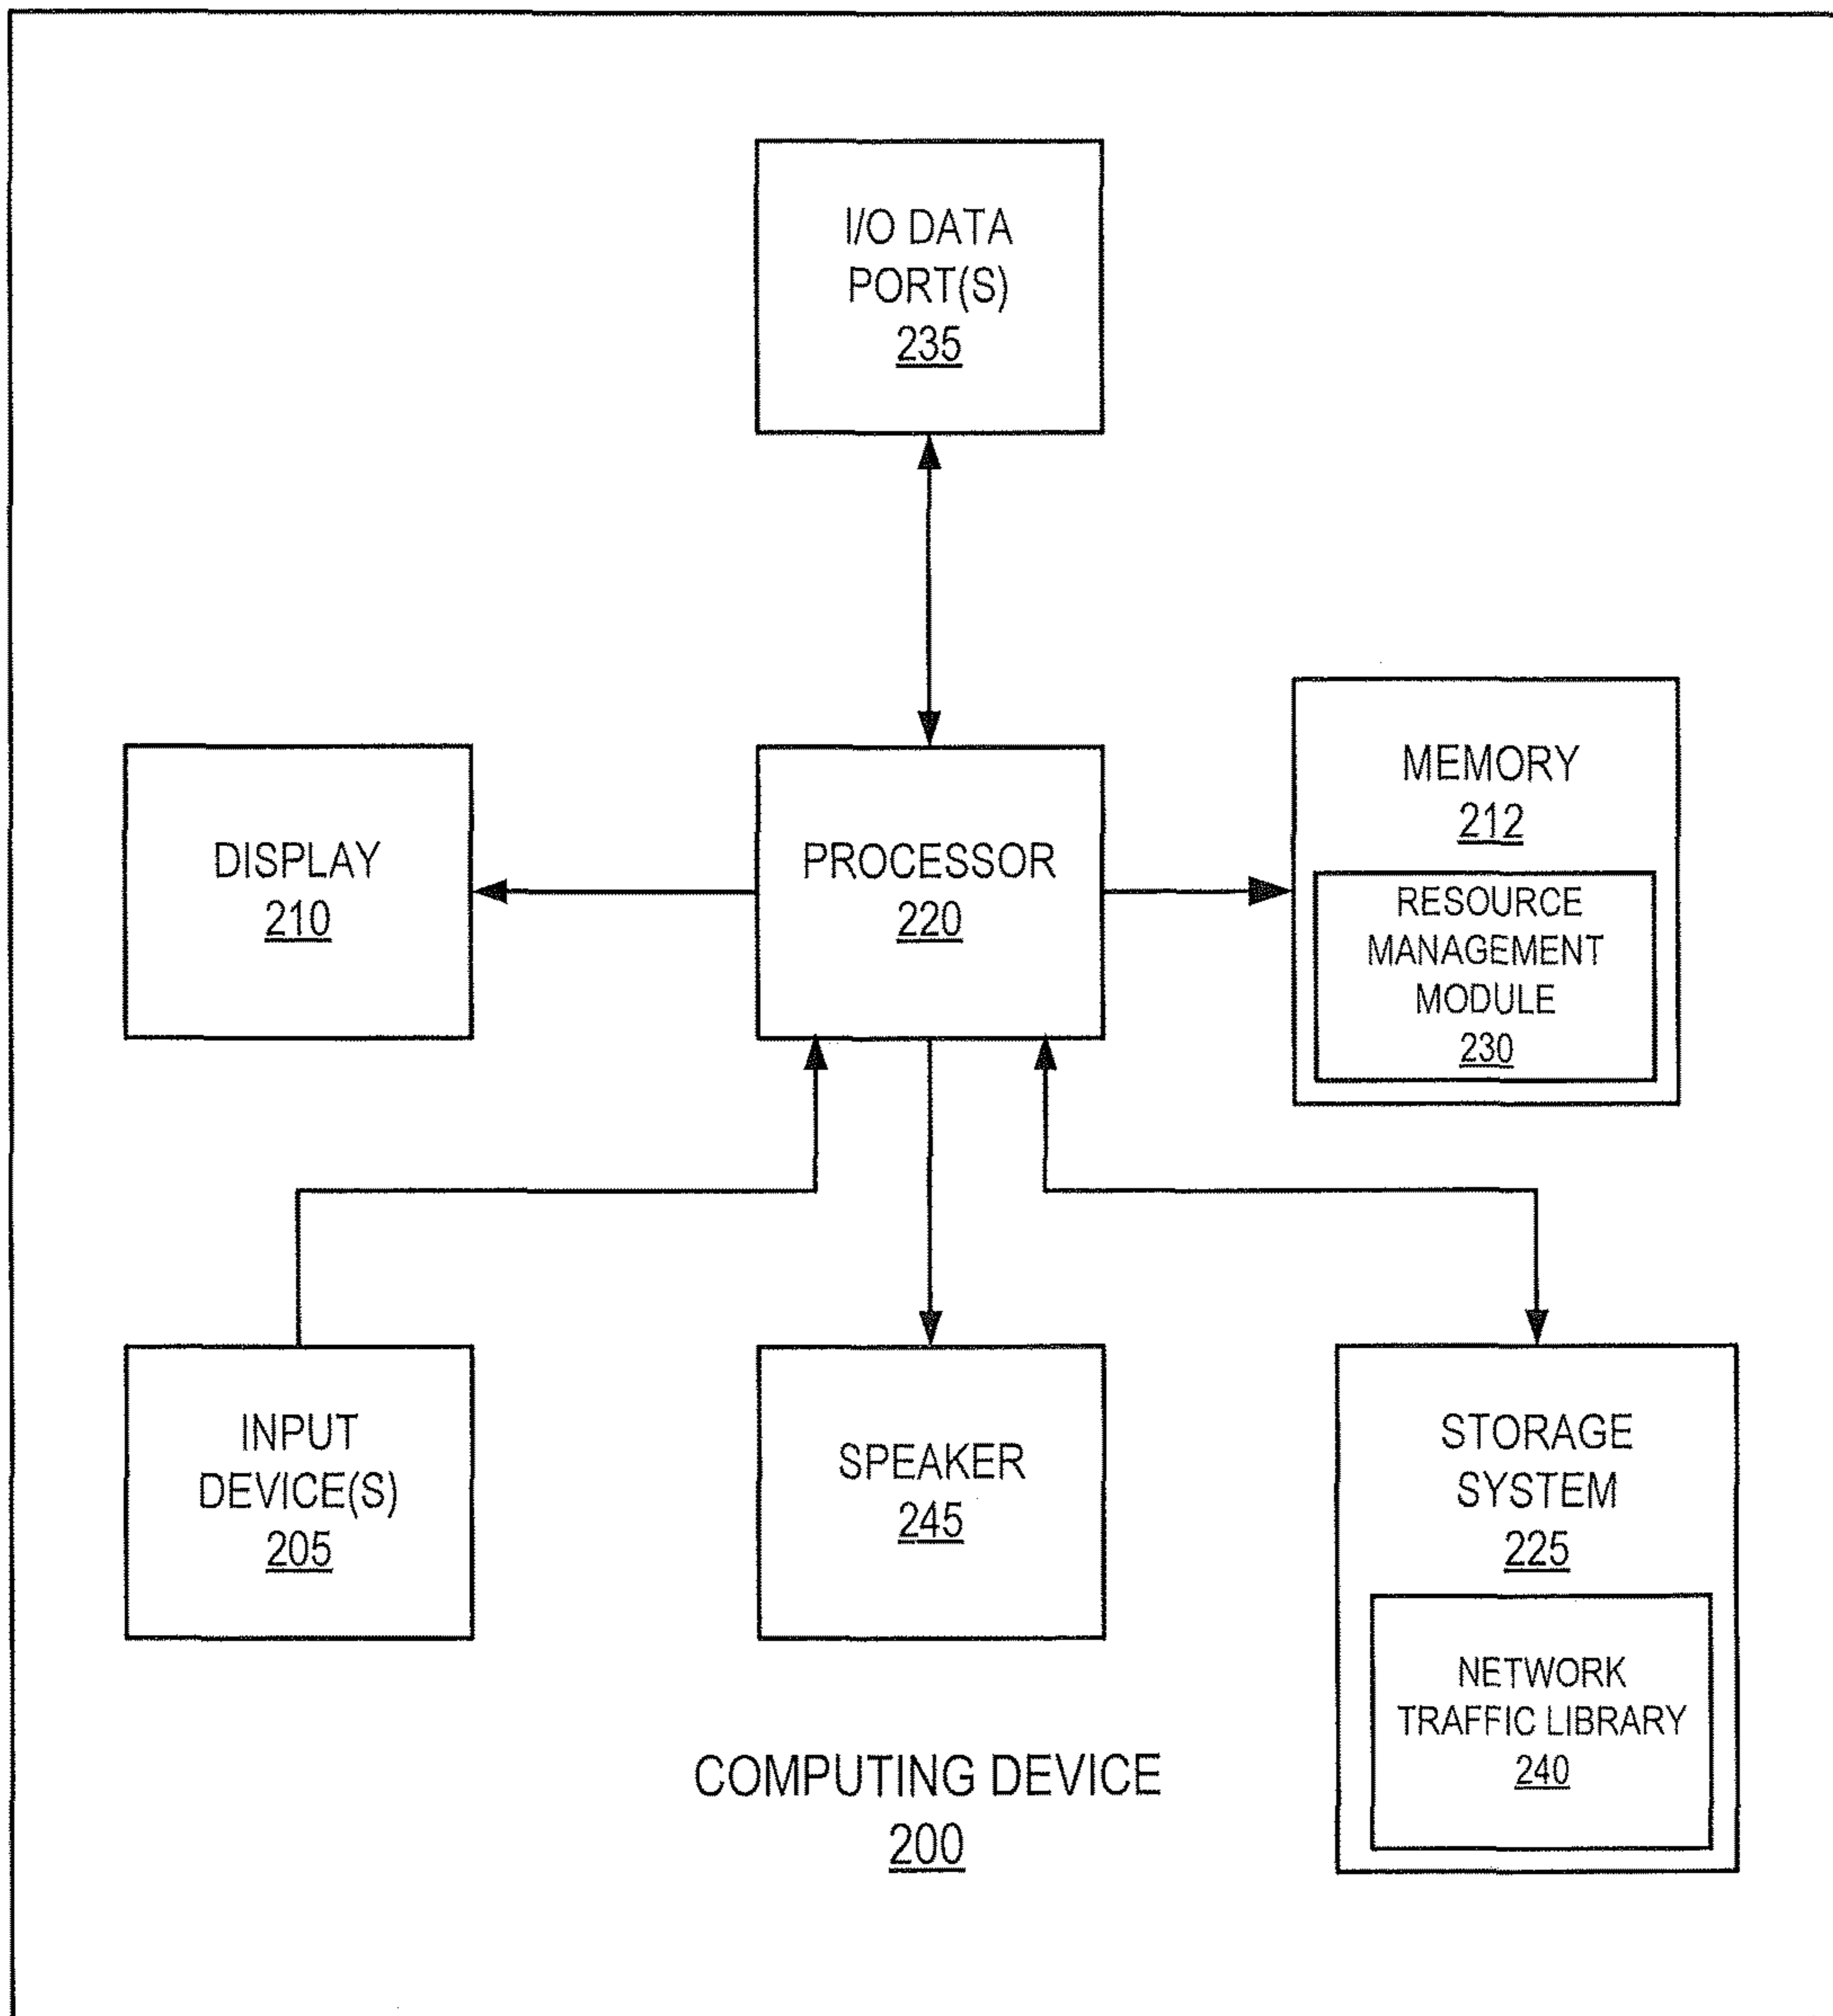 I/O DATA
PORT(S)
235
DISPLAY
210
PROCESSOR
220
MEMORY
212
RESOURCE
MANAGEMENT
MODULE
230
INPUT
DEVICE(S)
205
SPEAKER
245
STORAGE
SYSTEM
225
NETWORK
TRAFFIC LIBRARY
240
COMPUTING DEVICE
200